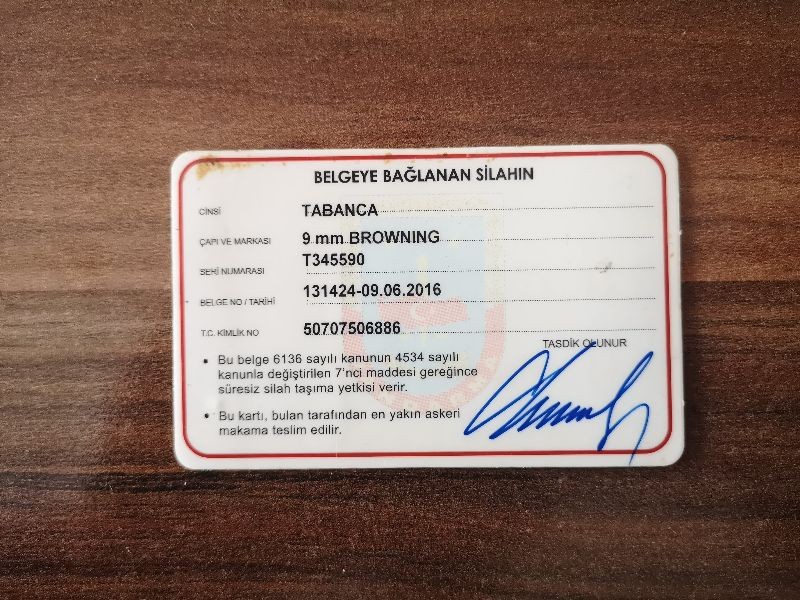 BELGEYE BAĞLANAN SİLAHIN
CİNSİ TABANCA
ÇAPI VE MARKASI 9 mm BROWNING
SERİ NUMARASI T345590
BELGE NO / TARİHİ 131424-09.06.2016
T.C. KİMLİK NO 50707506886
TASDİK OLUNUR
• Bu belge 6136 sayılı kanunun 4534 sayılı
kanunla değiştirilen 7'nci maddesi gereğince
süresiz silah taşıma yetkisi verir.
• Bu kartı, bulan tarafından en yakın askeri
makama teslim edilir.